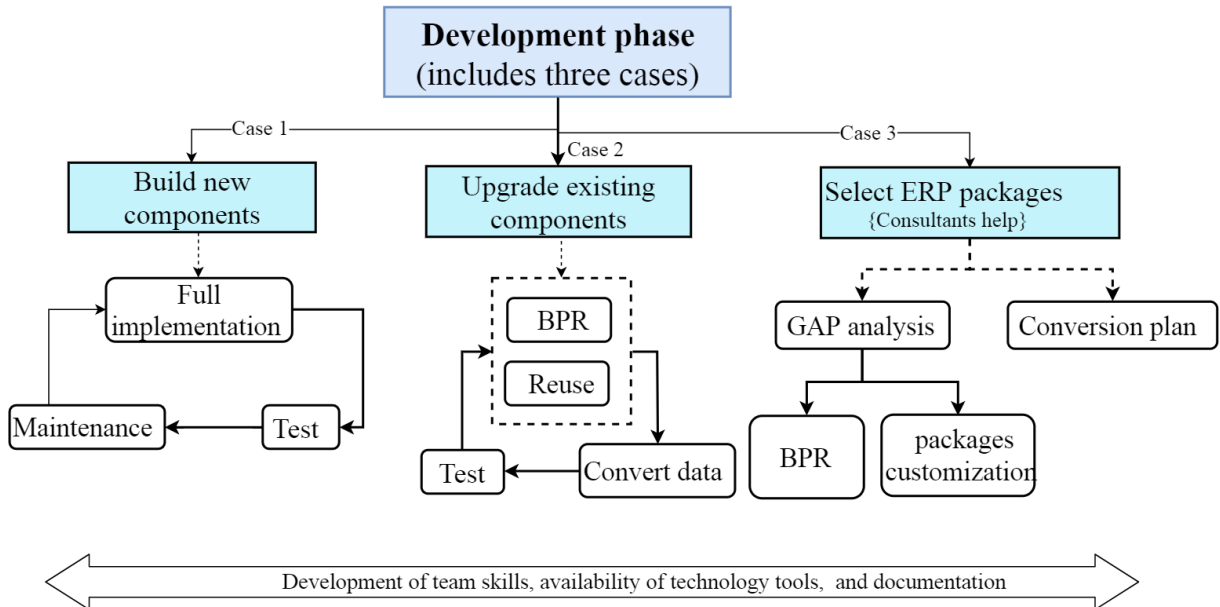 Development phase
(includes three cases)
Case 1
Case 2
Case 3
Build new
components
Upgrade existing
components
Select ERP packages
{Consultants help}
Full
implementation
Maintenance
Test
BPR
Reuse
Test
Convert data
GAP analysis
Conversion plan
BPR
packages
customization
Development of team skills, availability of technology tools, and documentation